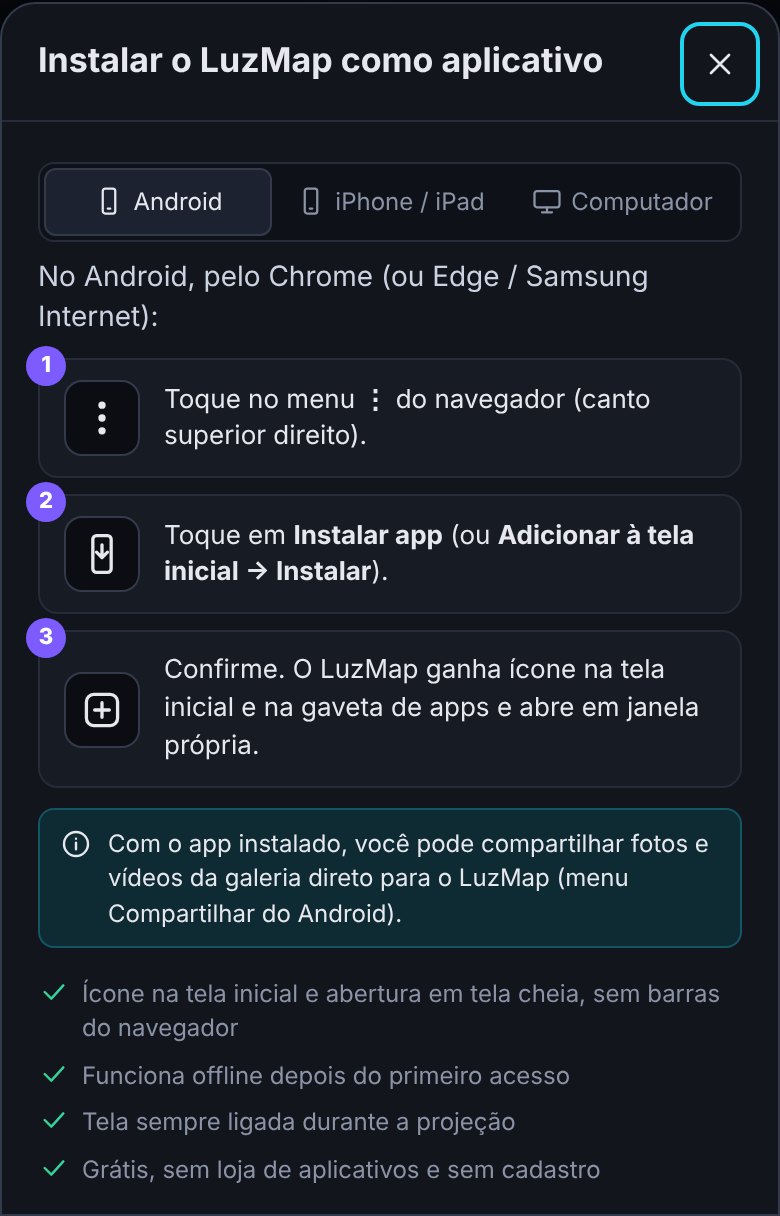 Instalar o LuzMap como aplicativo
Android
iPhone / iPad
Computador
No Android, pelo Chrome (ou Edge / Samsung
Internet):
1
Toque no menu ⋮ do navegador (canto
superior direito).
2
Toque em Instalar app (ou Adicionar à tela
inicial → Instalar).
3
Confirme. O LuzMap ganha ícone na tela
inicial e na gaveta de apps e abre em janela
própria.
Com o app instalado, você pode compartilhar fotos e
vídeos da galeria direto para o LuzMap (menu
Compartilhar do Android).
Ícone na tela inicial e abertura em tela cheia, sem barras
do navegador
Funciona offline depois do primeiro acesso
Tela sempre ligada durante a projeção
Grátis, sem loja de aplicativos e sem cadastro